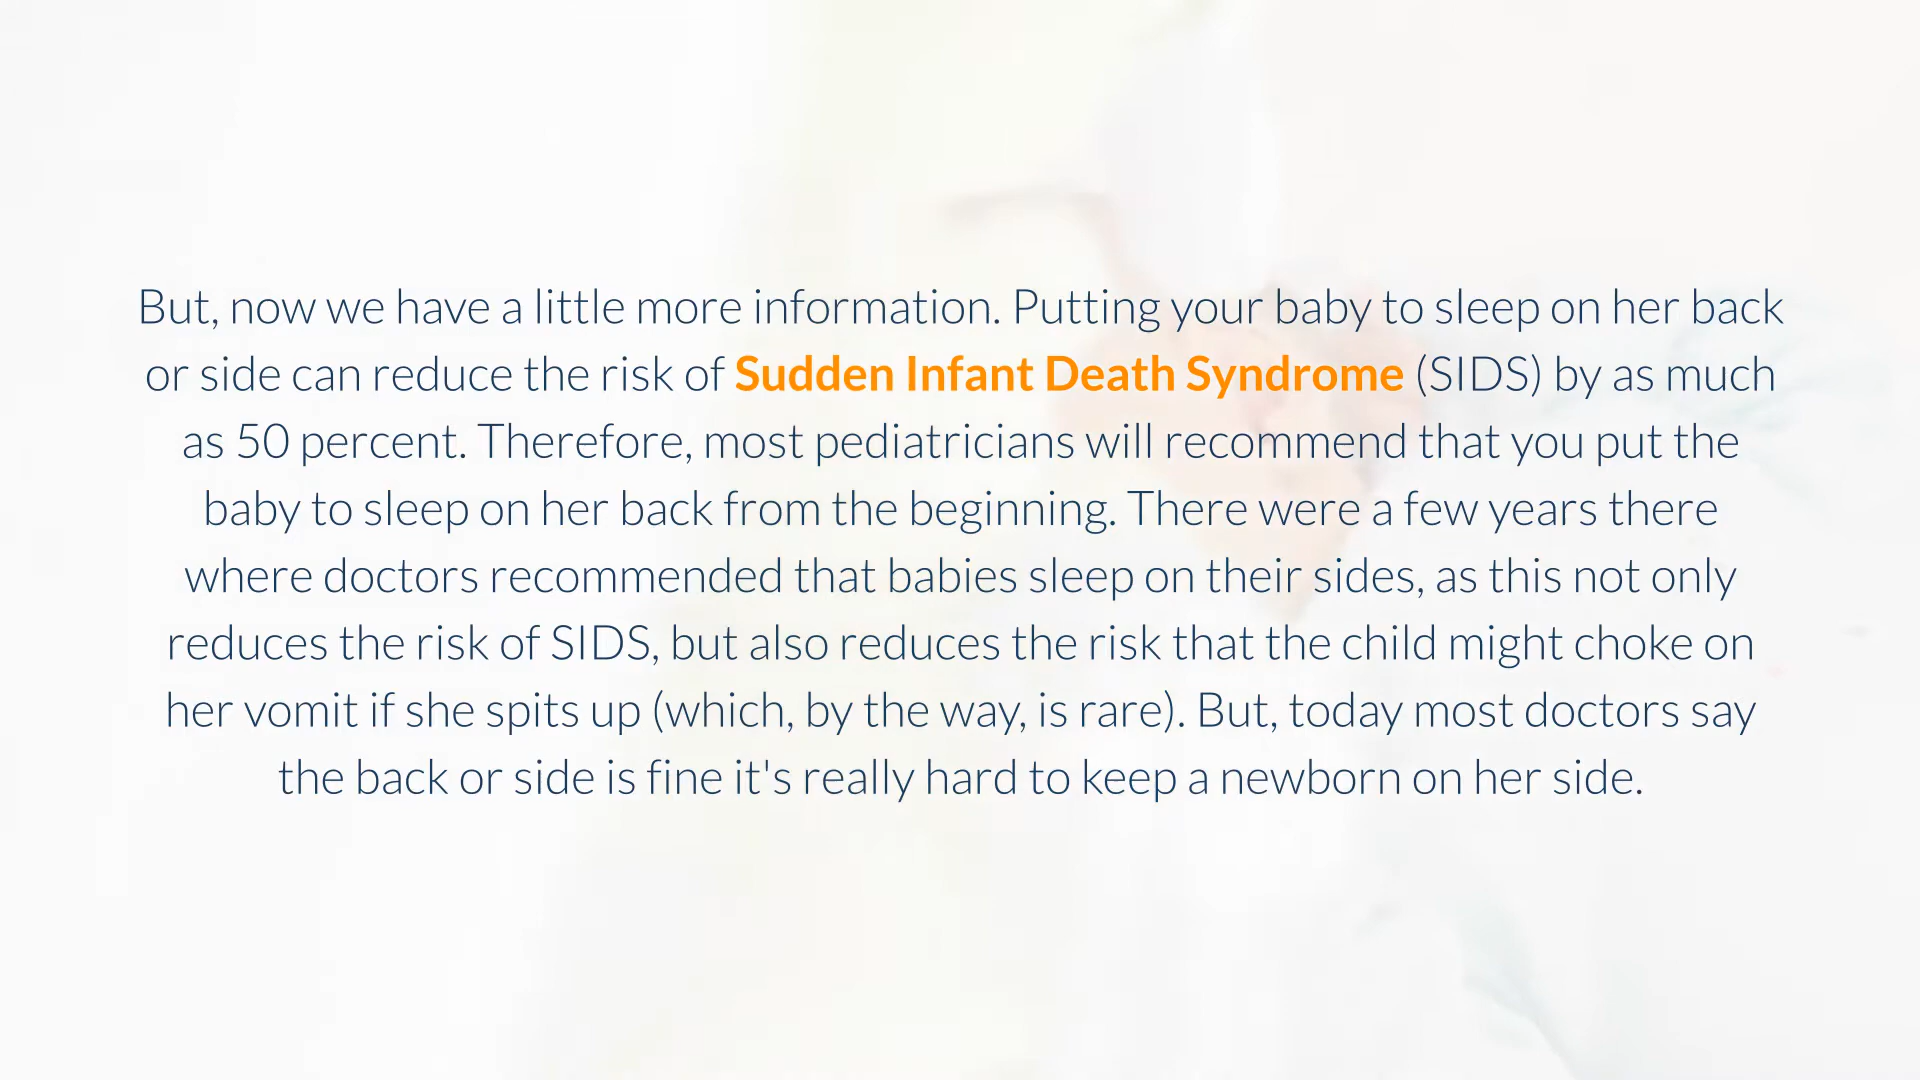 But, now we have a little more information. Putting your baby to sleep on her back
or side can reduce the risk of Sudden Infant Death Syndrome (SIDS) by as much
as 50 percent. Therefore, most pediatricians will recommend that you put the
baby to sleep on her back from the beginning. There were a few years there
where doctors recommended that babies sleep on their sides, as this not only
reduces the risk of SIDS, but also reduces the risk that the child might choke on
her vomit if she spits up (which, by the way, is rare). But, today most doctors say
the back or side is fine it's really hard to keep a newborn on her side.